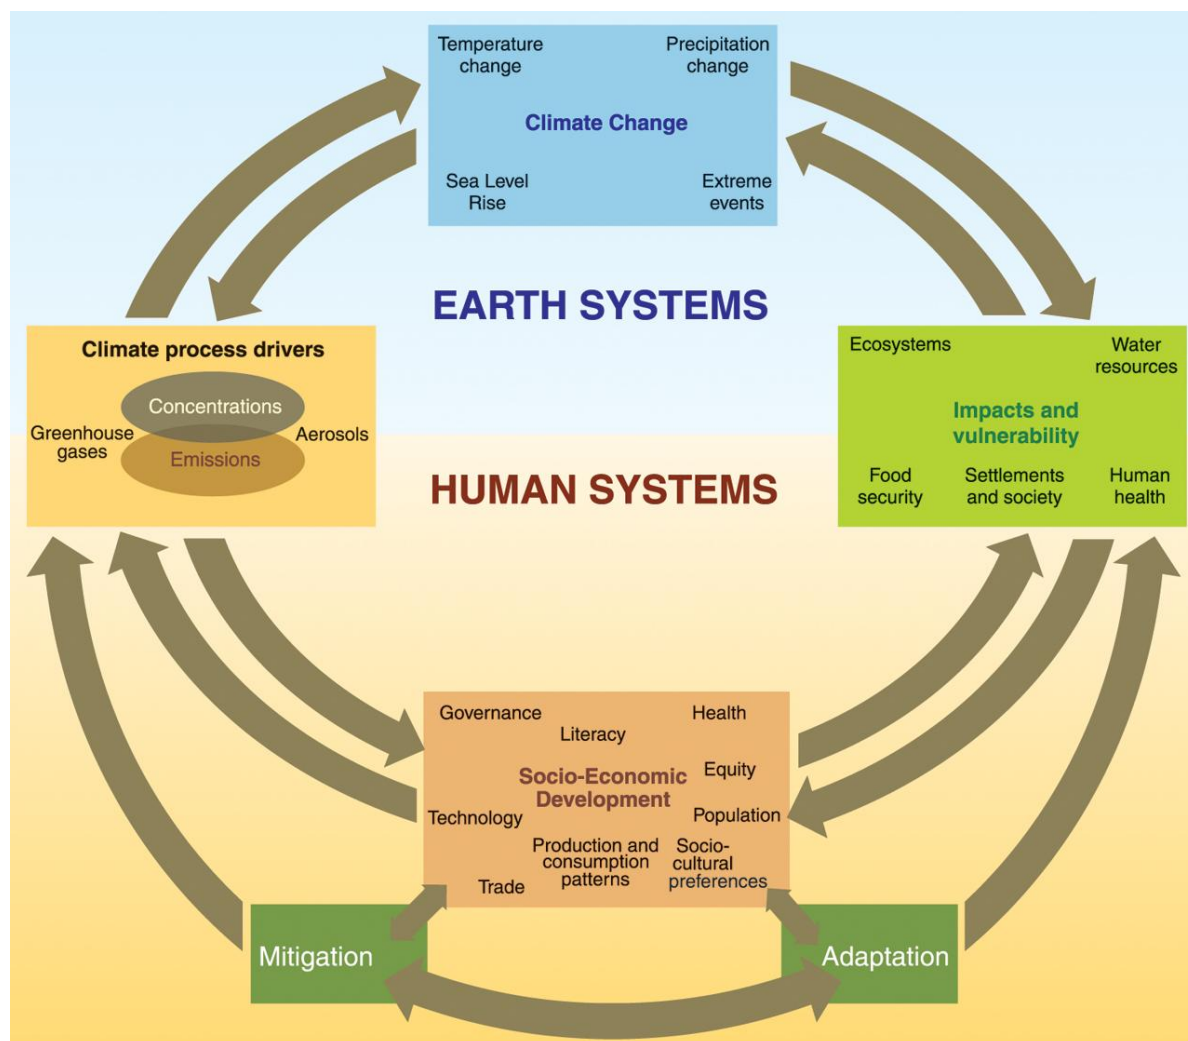 Temperature
change
Precipitation
change
Climate Change
Sea Level
Rise
Extreme
events
EARTH SYSTEMS
Climate process drivers
Concentrations
Greenhouse
gases
Aerosols
Emissions
Ecosystems
Water
resources
Impacts and
vulnerability
Food
security
Settlements
and society
Human
health
HUMAN SYSTEMS
Governance
Literacy
Health
Socio-Economic
Development
Equity
Technology
Population
Production and
consumption
patterns
Socio-
cultural
preferences
Trade
Mitigation
Adaptation